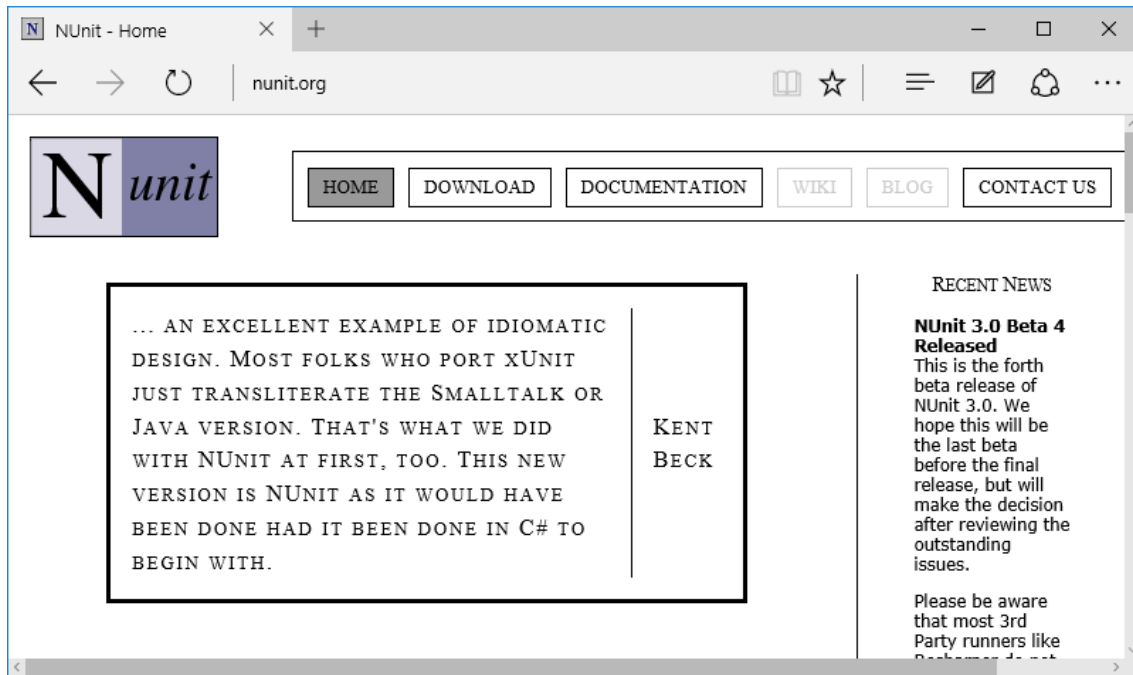 N NUnit - Home
nunit.org
N unit
HOME DOWNLOAD DOCUMENTATION WIKI BLOG CONTACT US
... AN EXCELLENT EXAMPLE OF IDIOMATIC
DESIGN. MOST FOLKS WHO PORT XUNIT
JUST TRANSLITERATE THE SMALLTALK OR
JAVA VERSION. THAT'S WHAT WE DID
WITH NUNIT AT FIRST, TOO. THIS NEW
VERSION IS NUNIT AS IT WOULD HAVE
BEEN DONE HAD IT BEEN DONE IN C# TO
BEGIN WITH.
KENT
BECK
RECENT NEWS
NUnit 3.0 Beta 4
Released
This is the forth
beta release of
NUnit 3.0. We
hope this will be
the last beta
before the final
release, but will
make the decision
after reviewing the
outstanding
issues.
Please be aware
that most 3rd
Party runners like